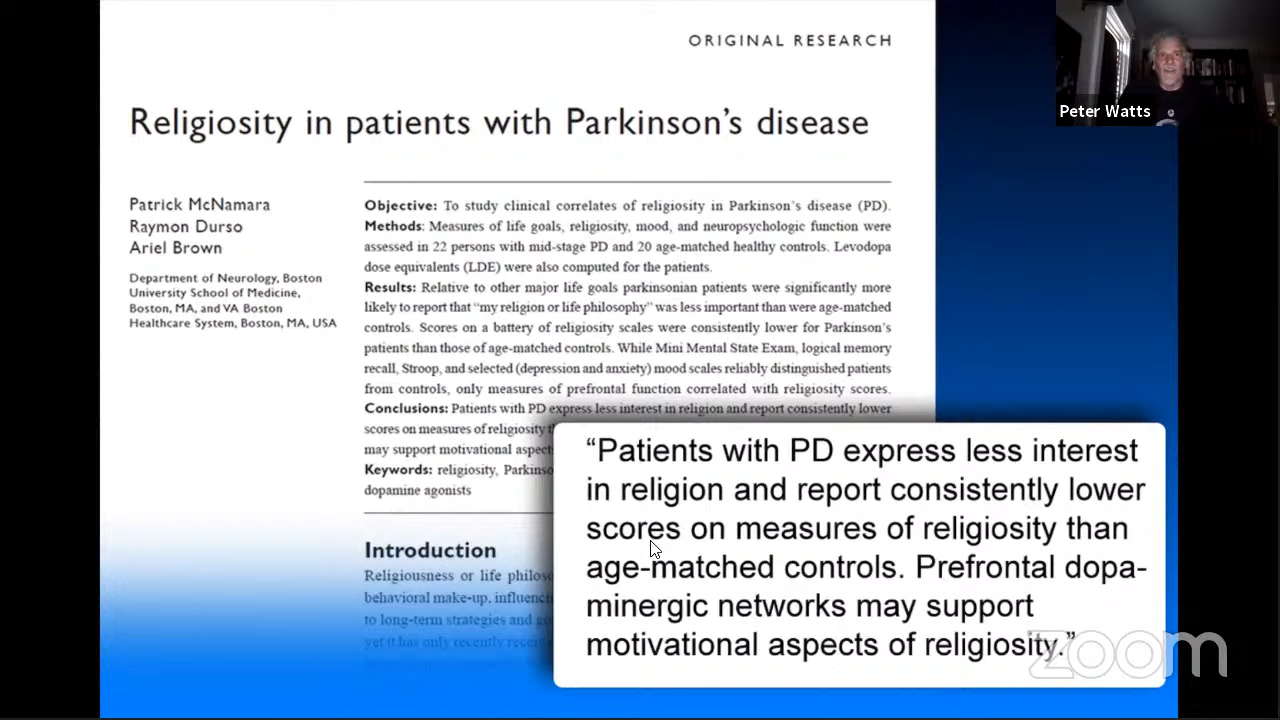 ORIGINAL RESEARCH
Peter Watts
Religiosity in patients with Parkinson's disease
Patrick McNamara
Raymon Durso
Ariel Brown
Department of Neurology, Boston
University School of Medicine,
Boston, MA, and VA Boston
Healthcare System, Boston, MA, USA
Objective: To study clinical correlates of religiosity in Parkinson's disease (PD).
Methods: Measures of life goals, religiosity, mood, and neuropsychologic function were
assessed in 22 persons with mid-stage PD and 20 age-matched healthy controls. Levodopa
dose equivalents (LDE) were also computed for the patients.
Results: Relative to other major life goals parkinsonian patients were significantly more
likely to report that "my religion or life philosophy" was less important than were age-matched
controls. Scores on a battery of religiosity scales were consistently lower for Parkinson's
patients than those of age-matched controls. While Mini Mental State Exam, logical memory
recall, Stroop, and selected (depression and anxiety) mood scales reliably distinguished patients
from controls, only measures of prefrontal function correlated with religiosity scores.
Conclusions: Patients with PD express less interest in religion and report consistently lower
scores on measures of religiosity
may support motivational
Keywords: religiosity,
dopamine agonists
Introduction
Religiousness or life
behavioral make-up,
to long-term strategies and
yet it has only recently
"Patients with PD express less interest
in religion and report consistently lower
scores on measures of religiosity than
age-matched controls. Prefrontal dopa-
minergic networks may support
motivational aspects of religiosity."
zoom